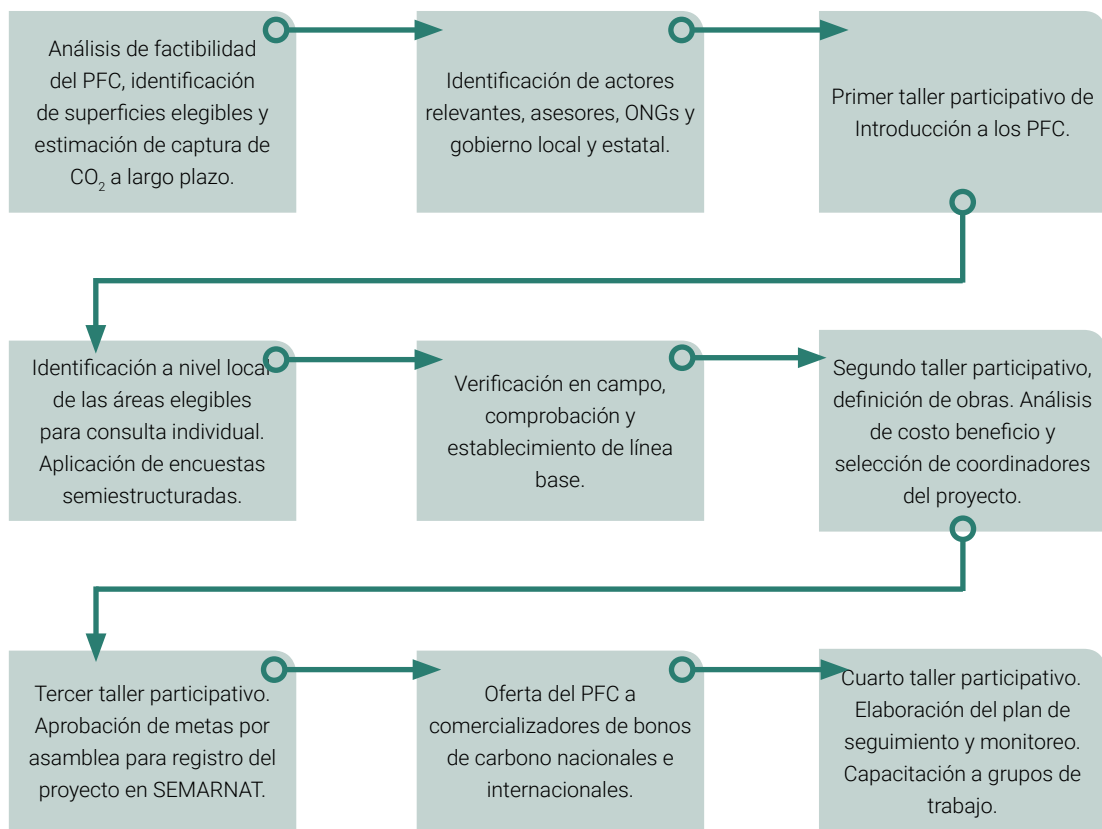 Análisis de factibilidad
del PFC, identificación
de superficies elegibles y
estimación de captura de
CO₂ a largo plazo.
Identificación de actores
relevantes, asesores, ONGs y
gobierno local y estatal.
Primer taller participativo de
Introducción a los PFC.
Identificación a nivel local
de las áreas elegibles
para consulta individual.
Aplicación de encuestas
semiestructuradas.
Verificación en campo,
comprobación y
establecimiento de línea
base.
Segundo taller participativo,
definición de obras. Análisis
de costo beneficio y
selección de coordinadores
del proyecto.
Tercer taller participativo.
Aprobación de metas por
asamblea para registro del
proyecto en SEMARNAT.
Oferta del PFC a
comercializadores de bonos
de carbono nacionales e
internacionales.
Cuarto taller participativo.
Elaboración del plan de
seguimiento y monitoreo.
Capacitación a grupos de
trabajo.